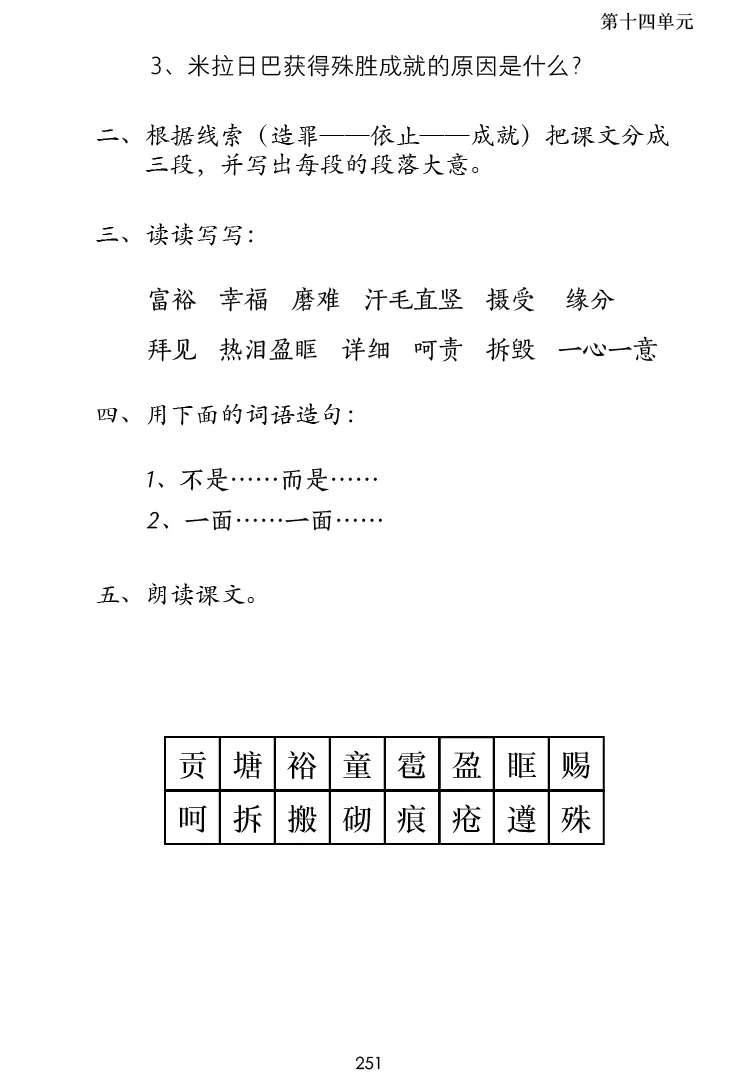 第十四单元
3、米拉日巴获得殊胜成就的原因是什么？
二、根据线索（造罪——依止——成就）把课文分成
三段，并写出每段的段落大意。
三、读读写写：
富裕 幸福 磨难 汗毛直竖 摄受 缘分
拜见 热泪盈眶 详细 呵责 拆毁 一心一意
四、用下面的词语造句：
1、不是……而是……
2、一面……一面……
五、朗读课文。
贡 塘 裕 童 雹 盈 眶 赐
呵 拆 搬 砌 痕 疮 遵 殊
251